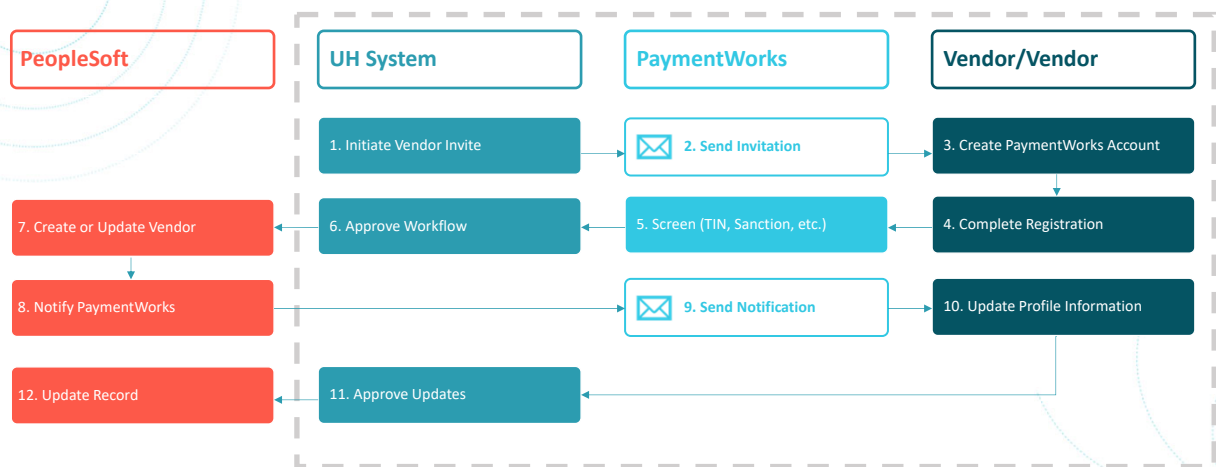 PeopleSoft
UH System
PaymentWorks
Vendor/Vendor
1. Initiate Vendor Invite
2. Send Invitation
3. Create PaymentWorks Account
7. Create or Update Vendor
6. Approve Workflow
5. Screen (TIN, Sanction, etc.)
4. Complete Registration
8. Notify PaymentWorks
9. Send Notification
10. Update Profile Information
12. Update Record
11. Approve Updates